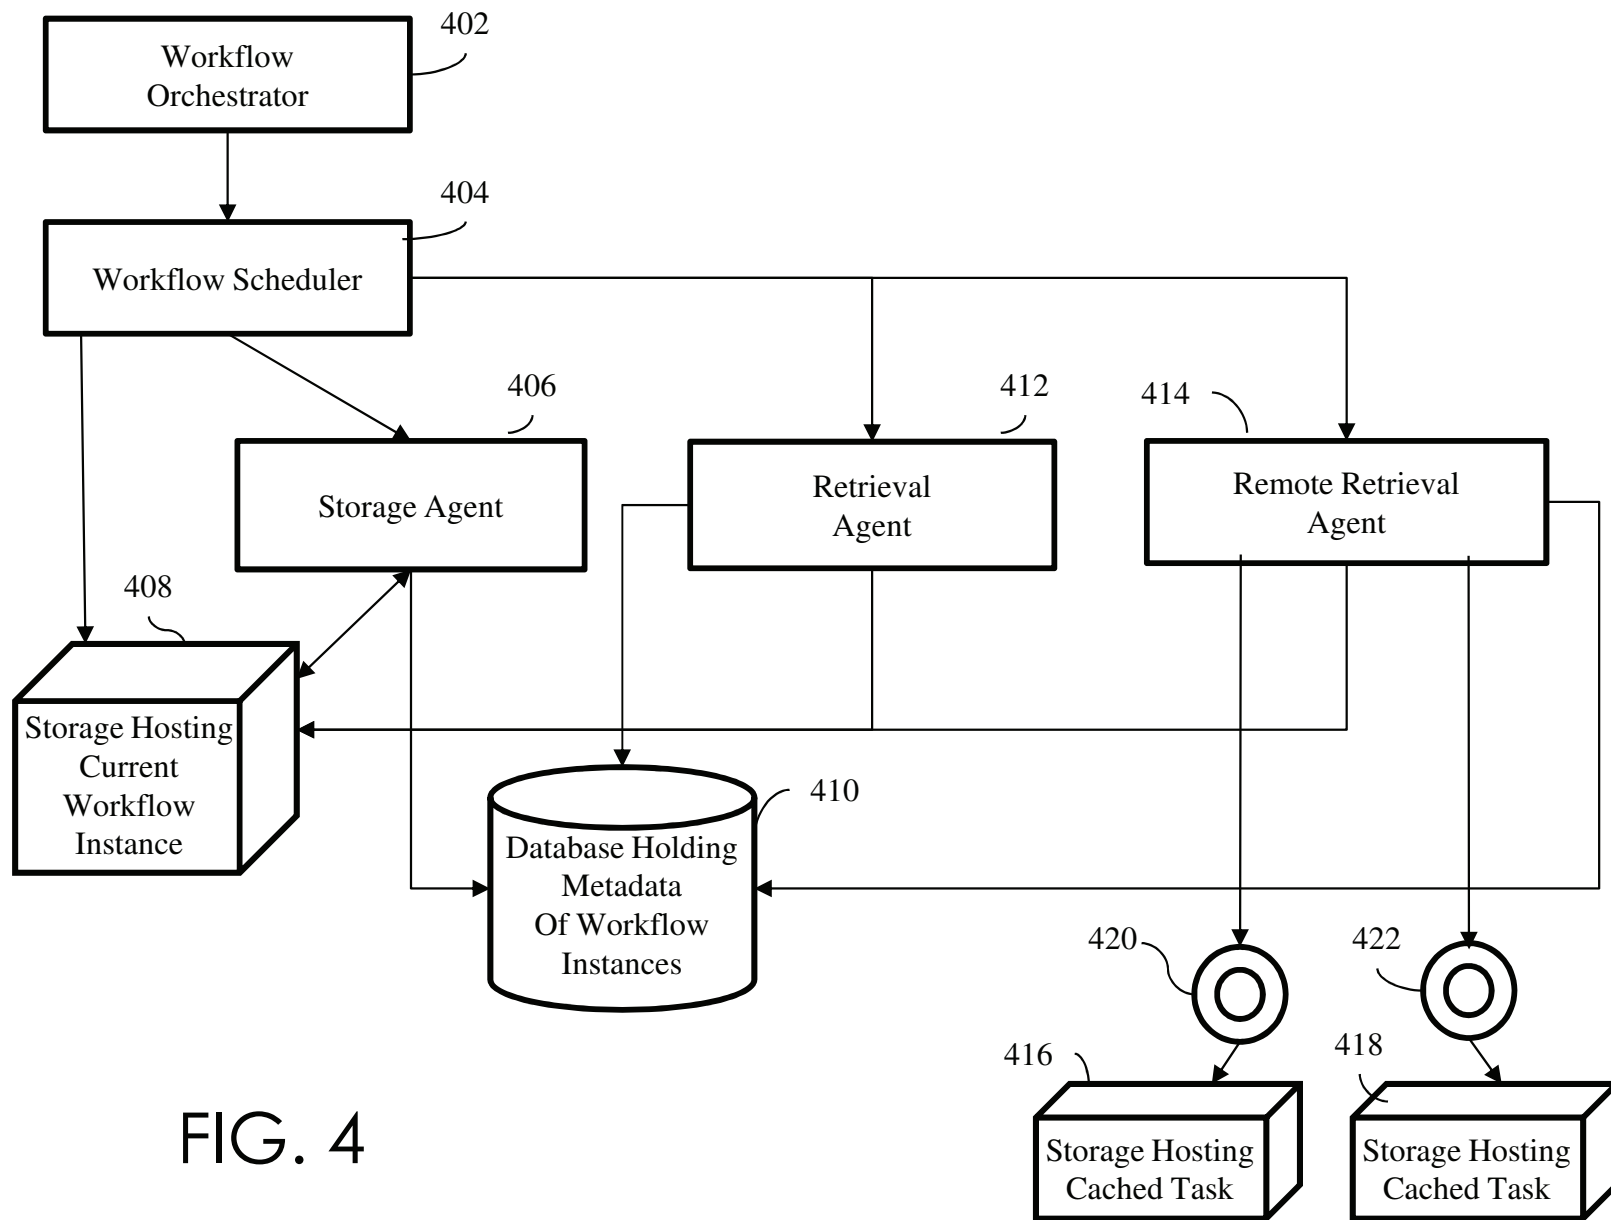 402
Workflow
Orchestrator
404
Workflow Scheduler
406
412
414
Storage Agent
Retrieval
Agent
Remote Retrieval
Agent
408
Storage Hosting
Current
Workflow
Instance
410
Database Holding
Metadata
Of Workflow
Instances
420
422
416
418
Storage Hosting
Cached Task
Storage Hosting
Cached Task
FIG. 4